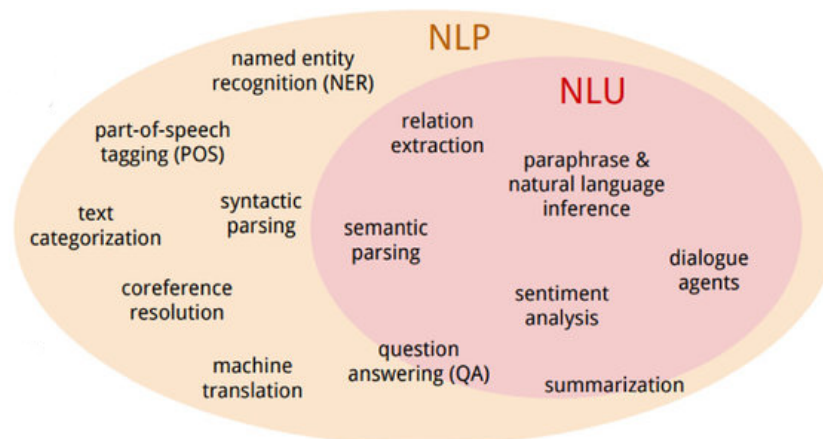 NLP
named entity
recognition (NER)
NLU
relation
extraction
part-of-speech
tagging (POS)
paraphrase &
natural language
inference
text
categorization
syntactic
parsing
semantic
parsing
dialogue
agents
coreference
resolution
sentiment
analysis
machine
translation
question
answering (QA)
summarization